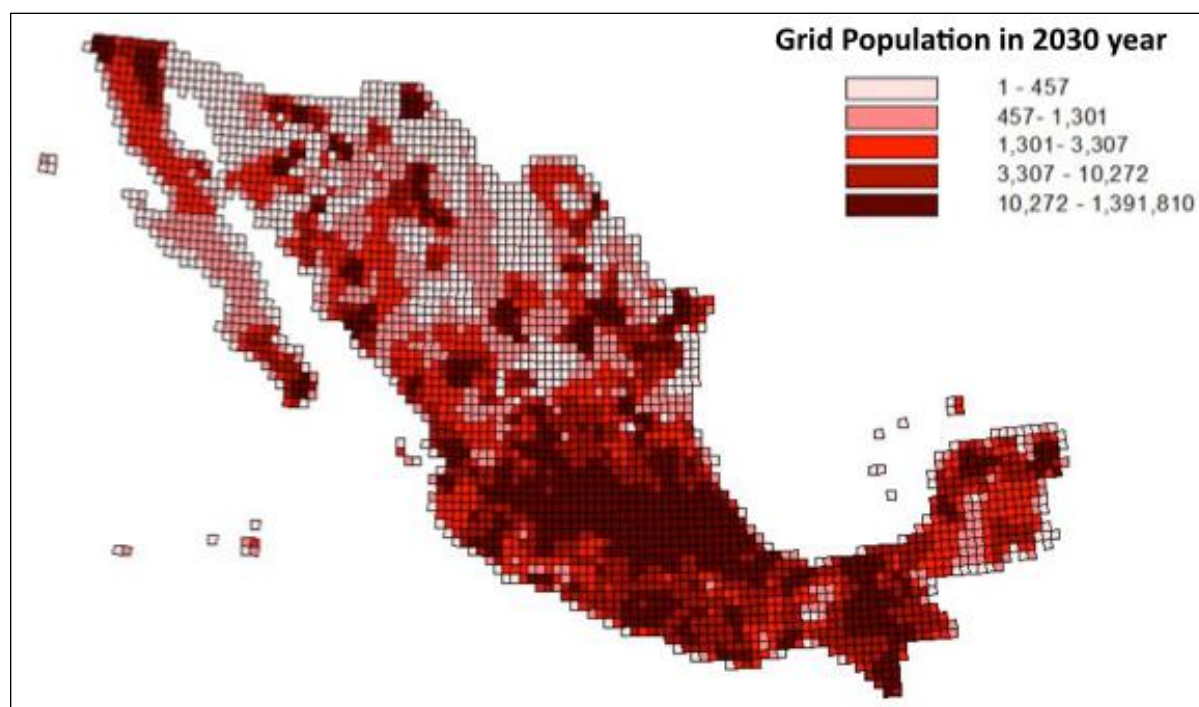 Grid Population in 2030 year
1 - 457
457- 1,301
1,301- 3,307
3,307 - 10,272
10,272 - 1,391,810